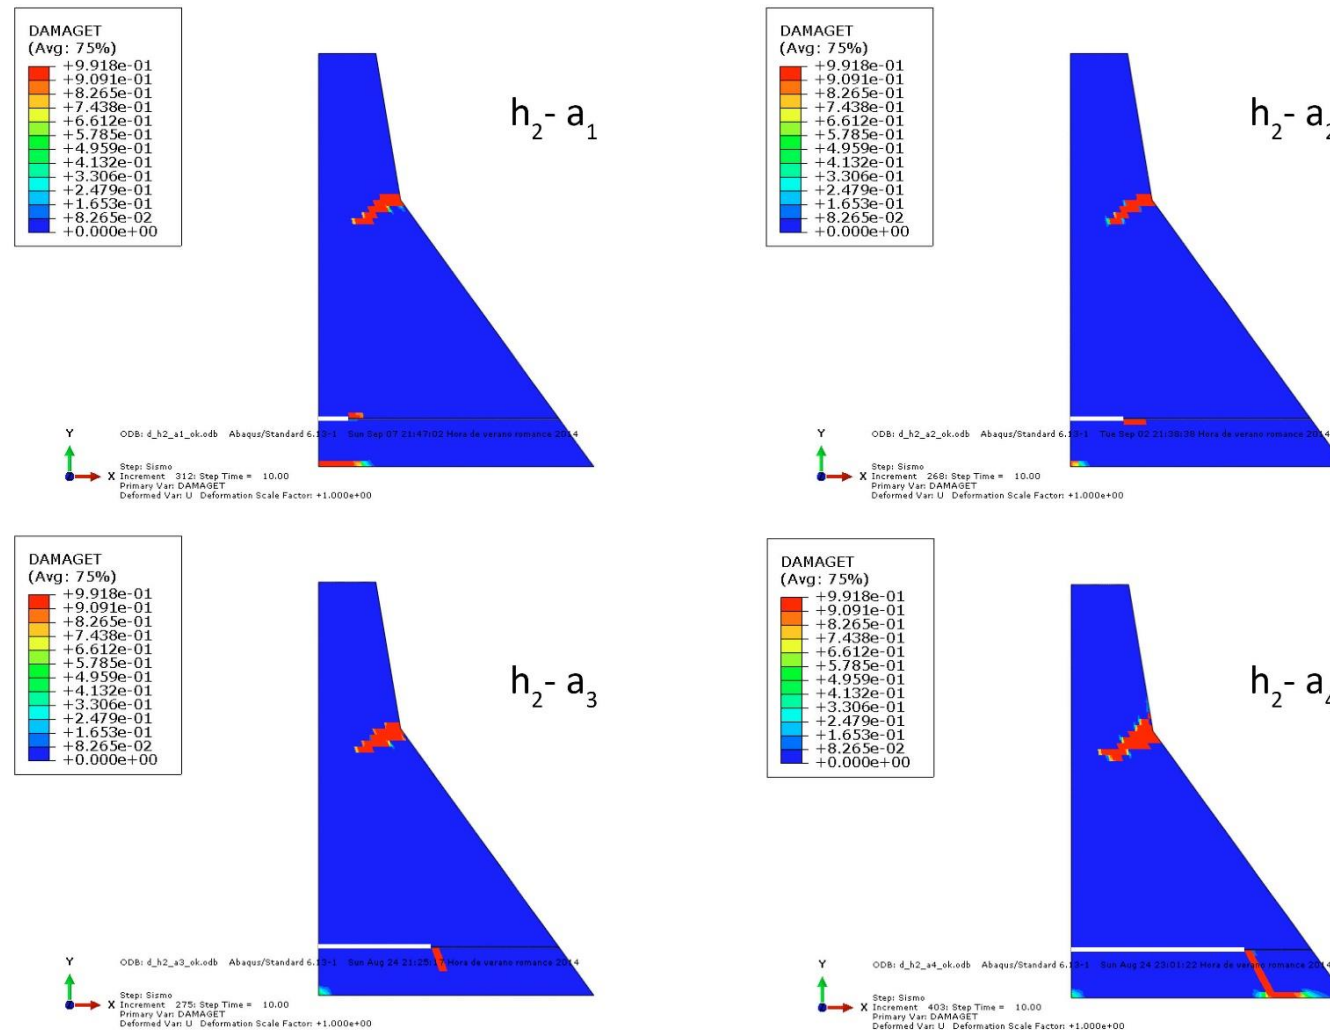 DAMAGET
(Avg: 75%)
+9.918e-01
+9.091e-01
+8.265e-01
+7.438e-01
+6.612e-01
+5.785e-01
+4.959e-01
+4.132e-01
+3.306e-01
+2.479e-01
+1.653e-01
+8.265e-02
+0.000e+00
h2- a1
Y
X
ODB: d_h2_a1_ok.odb Abaqus/Standard 6.13-1 Sun Sep 07 21:47:02 Hora de verano romance 2014
Step: Sismo
Increment 312: Step Time = 10.00
Primary Var: DAMAGET
Deformed Var: U Deformation Scale Factor: +1.000e+00
DAMAGET
(Avg: 75%)
+9.918e-01
+9.091e-01
+8.265e-01
+7.438e-01
+6.612e-01
+5.785e-01
+4.959e-01
+4.132e-01
+3.306e-01
+2.479e-01
+1.653e-01
+8.265e-02
+0.000e+00
h2- a2
Y
X
ODB: d_h2_a2_ok.odb Abaqus/Standard 6.13-1 Tue Sep 02 21:38:38 Hora de verano romance 201
Step: Sismo
Increment 268: Step Time = 10.00
Primary Var: DAMAGET
Deformed Var: U Deformation Scale Factor: +1.000e+00
DAMAGET
(Avg: 75%)
+9.918e-01
+9.091e-01
+8.265e-01
+7.438e-01
+6.612e-01
+5.785e-01
+4.959e-01
+4.132e-01
+3.306e-01
+2.479e-01
+1.653e-01
+8.265e-02
+0.000e+00
h2- a3
Y
X
ODB: d_h2_a3_ok.odb Abaqus/Standard 6.13-1 Sun Aug 24 21:25:17 Hora de verano romance 2014
Step: Sismo
Increment 275: Step Time = 10.00
Primary Var: DAMAGET
Deformed Var: U Deformation Scale Factor: +1.000e+00
DAMAGET
(Avg: 75%)
+9.918e-01
+9.091e-01
+8.265e-01
+7.438e-01
+6.612e-01
+5.785e-01
+4.959e-01
+4.132e-01
+3.306e-01
+2.479e-01
+1.653e-01
+8.265e-02
+0.000e+00
h2- a4
Y
X
ODB: d_h2_a4_ok.odb Abaqus/Standard 6.13-1 Sun Aug 24 23:01:22 Hora de verano romance 201
Step: Sismo
Increment 403: Step Time = 10.00
Primary Var: DAMAGET
Deformed Var: U Deformation Scale Factor: +1.000e+00